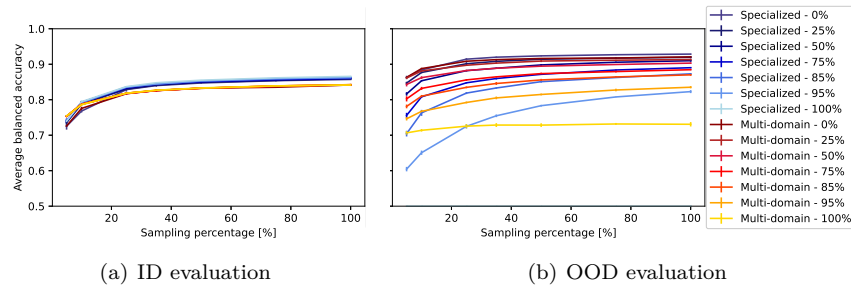 Average balanced accuracy
1.0
0.9
0.8
0.7
0.6
0.5
20 40 60 80 100
Sampling percentage [%]
20 40 60 80 100
Sampling percentage [%]
Specialized - 0%
Specialized - 25%
Specialized - 50%
Specialized - 75%
Specialized - 85%
Specialized - 95%
Specialized - 100%
Multi-domain - 0%
Multi-domain - 25%
Multi-domain - 50%
Multi-domain - 75%
Multi-domain - 85%
Multi-domain - 95%
Multi-domain - 100%
(a) ID evaluation
(b) OOD evaluation